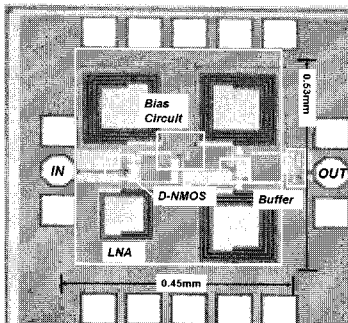 Bias
Circuit
0.53mm
IN
OUT
D-NMOS
Buffer
LNA
0.45mm